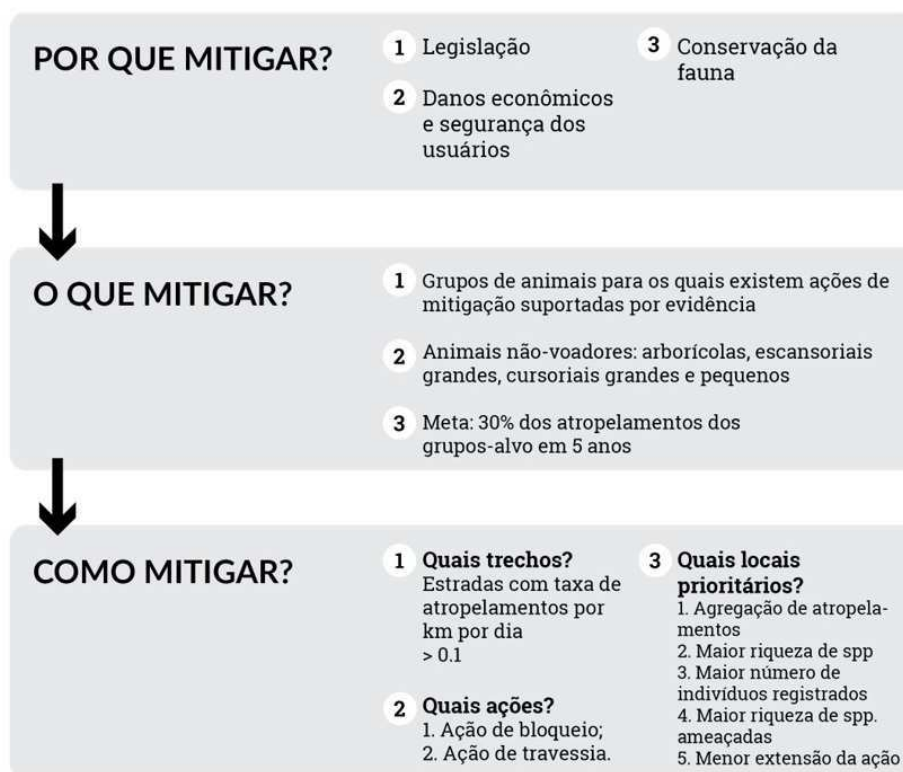 POR QUE MITIGAR?
1 Legislação
2 Danos econômicos
e segurança dos
usuários
3 Conservação da
fauna
O QUE MITIGAR?
1 Grupos de animais para os quais existem ações de
mitigação suportadas por evidência
2 Animais não-voadores: arborícolas, escansoriais
grandes, cursoriais grandes e pequenos
3 Meta: 30% dos atropelamentos dos
grupos-alvo em 5 anos
COMO MITIGAR?
1 Quais trechos?
Estradas com taxa de
atropelamentos por
km por dia
> 0.1
2 Quais ações?
1. Ação de bloqueio;
2. Ação de travessia.
3 Quais locais
prioritários?
1. Agregação de atropela-
mentos
2. Maior riqueza de spp
3. Maior número de
indivíduos registrados
4. Maior riqueza de spp.
ameaçadas
5. Menor extensão da ação